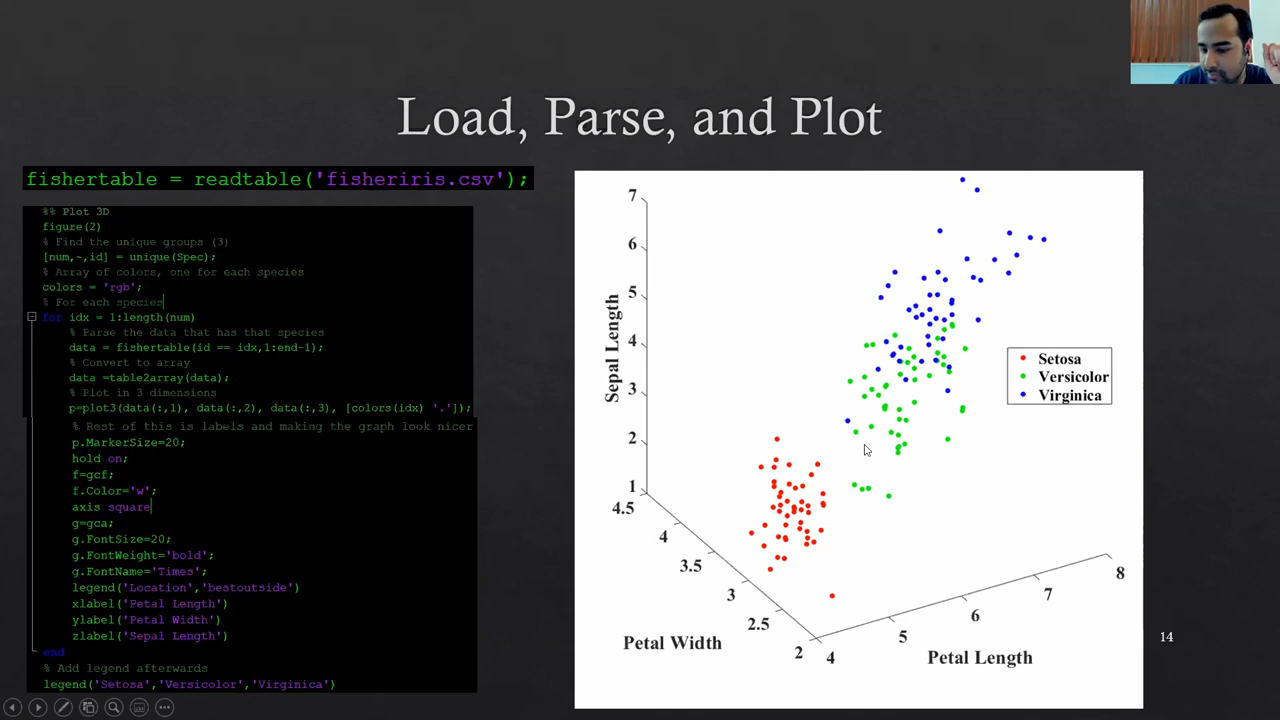 Load, Parse, and Plot
fishertable = readtable('fisheriris.csv');
%% Plot 3D
figure(2)
% Find the unique groups (3)
[num,~,id] = unique(Spec);
% Array of colors, one for each species
colors = 'rgb';
% For each species
for idx = 1:length(num)
% Parse the data that has that species
data = fishertable(id == idx,1:end-1);
% Convert to array
data =table2array(data);
% Plot in 3 dimensions
p=plot3(data(:,1), data(:,2), data(:,3), [colors(idx) '.']);
% Rest of this is labels and making the graph look nicer
p.MarkerSize=20;
hold on;
f=gcf;
f.Color='w';
axis square
g=gca;
g.FontSize=20;
g.FontWeight='bold';
g.FontName='Times';
legend('Location','bestoutside')
xlabel('Petal Length')
ylabel('Petal Width')
zlabel('Sepal Length')
end
% Add legend afterwards
legend('Setosa','Versicolor','Virginica')
7
6
5
4
3
2
1
Sepal Length
4.5
4
3.5
3
2.5
2
Petal Width
4
5
6
7
8
Petal Length
Setosa
Versicolor
Virginica
14